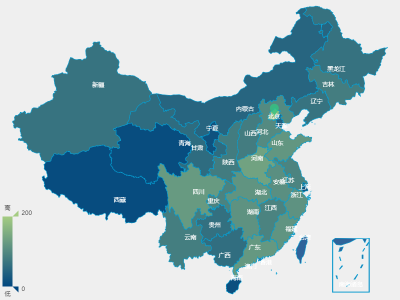 黑龙江
新疆
吉林
辽宁
内蒙古
北京
天
宁夏
山西
河北
青海
甘肃
山东
陕西
河南
安
江苏
上海
四川
湖北
浙江
西藏
重庆
江西
湖南
贵州
福建
云南
广东
广西
高
200
0
低